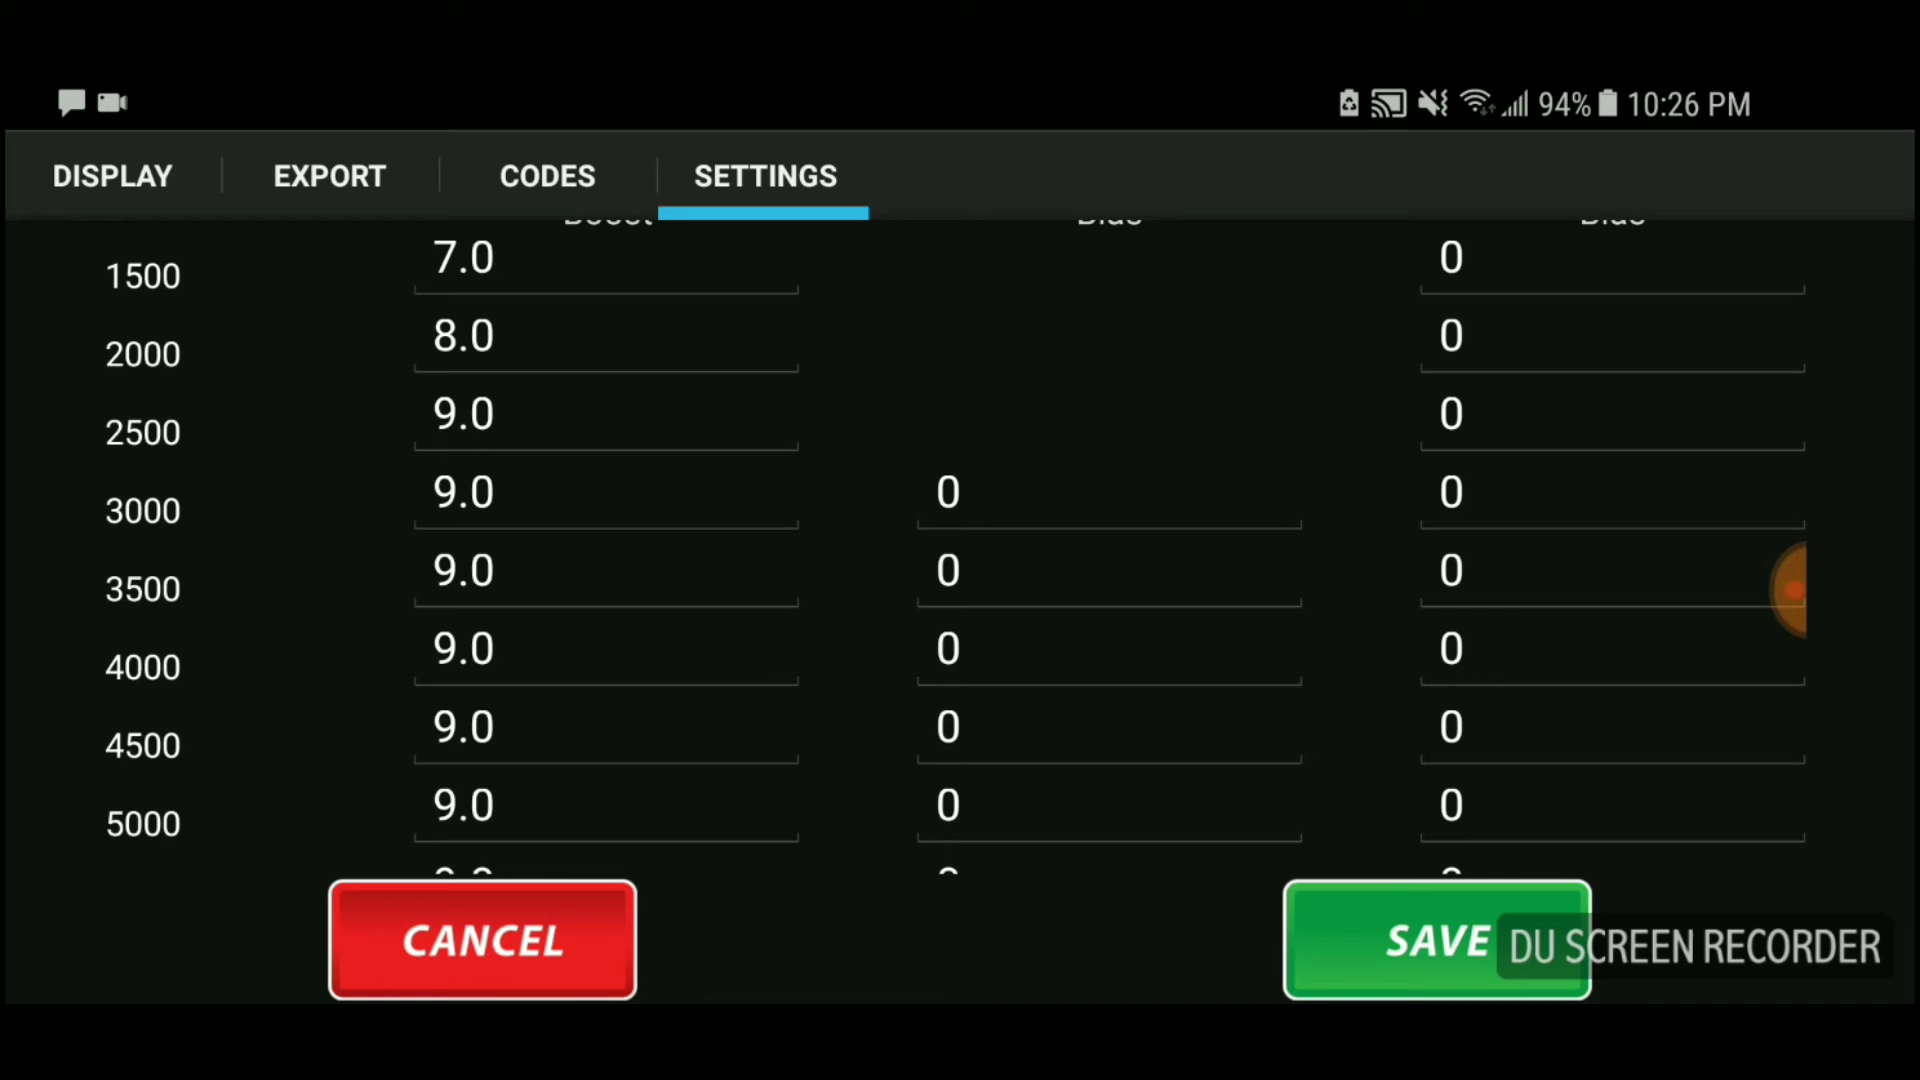 94% 10:26 PM
DISPLAY EXPORT CODES SETTINGS
1500 7.0 0
2000 8.0 0
2500 9.0 0
3000 9.0 0 0
3500 9.0 0 0
4000 9.0 0 0
4500 9.0 0 0
5000 9.0 0 0
CANCEL SAVE
DU SCREEN RECORDER